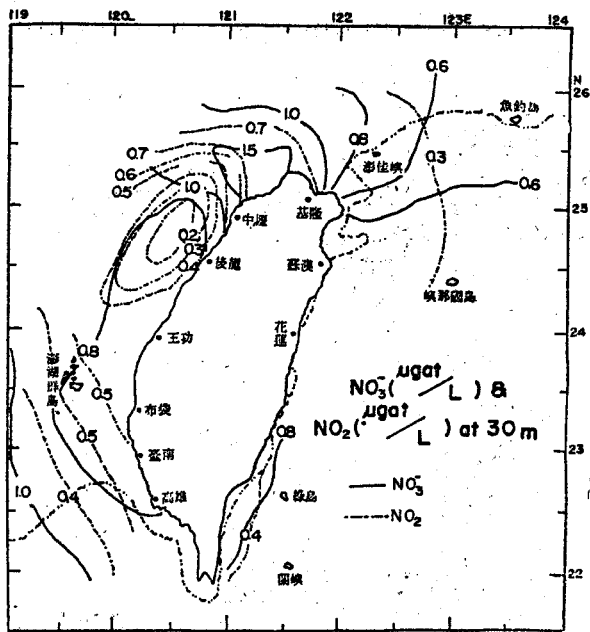 119 120 121 122 123E 124
N
26
25
24
23
22
0.6
1.0
0.7
0.8
0.7
0.6
0.5
1.5
1.0
0.3
0.6
0.2
0.3
0.4
魚釣島
彭佳嶼
基隆
中壢
後龍
蘇澳
與那國島
王功
花蓮
澎湖群島
0.8
0.5
0.5
0.4
1.0
布袋
臺南
高雄
0.8
綠島
0.4
蘭嶼
NO₃⁻(μgat/L) &
NO₂(μgat/L) at 30 m
NO₃⁻
NO₂